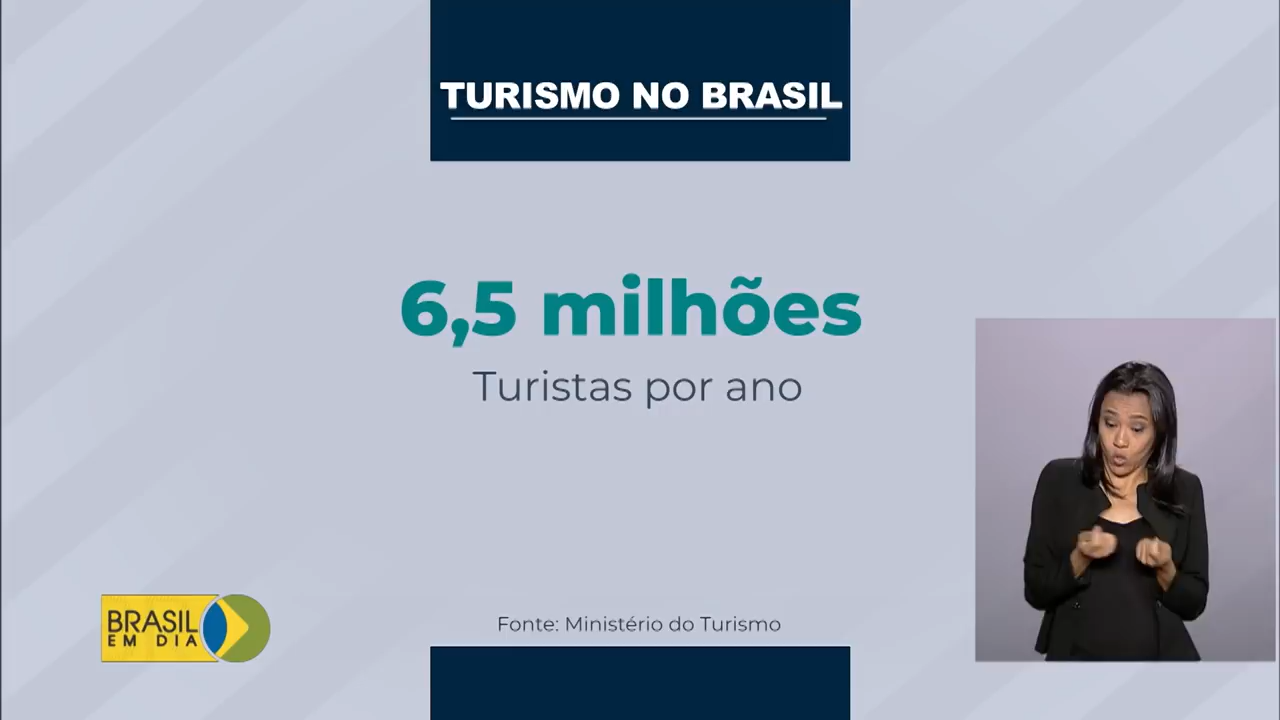 TURISMO NO BRASIL
6,5 milhões
Turistas por ano
Fonte: Ministério do Turismo
BRASIL
EM DIA